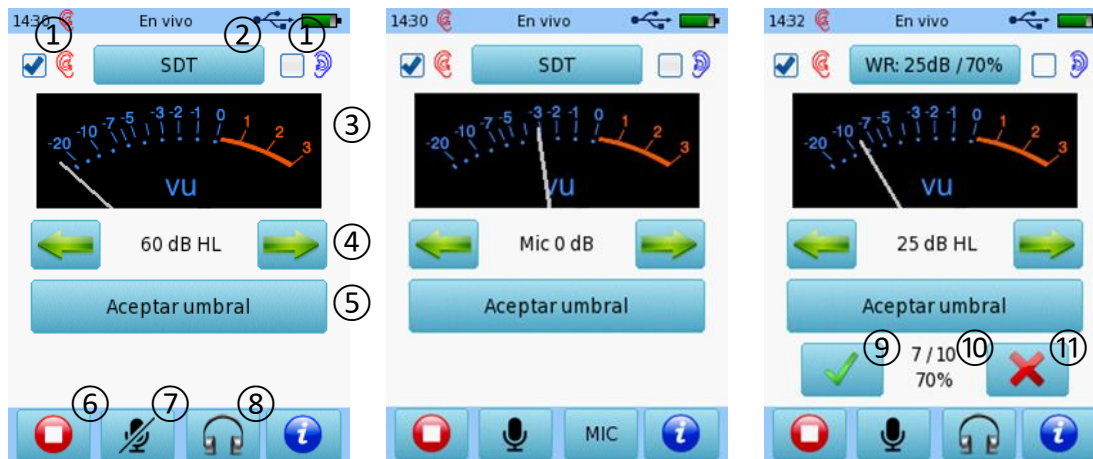 14:30 En vivo
① ② ①
SDT
-20 -10 -7 -5 -3 -2 -1 0 1 2 3
③
vu
60 dB HL
④
Aceptar umbral
⑤
⑥ ⑦ ⑧
i
14:30 En vivo
SDT
-20 -10 -7 -5 -3 -2 -1 0 1 2 3
vu
Mic 0 dB
Aceptar umbral
MIC
i
14:32 En vivo
WR: 25dB / 70%
-20 -10 -7 -5 -3 -2 -1 0 1 2 3
vu
25 dB HL
Aceptar umbral
⑨ 7 / 10 ⑩ ⑪
70%
i